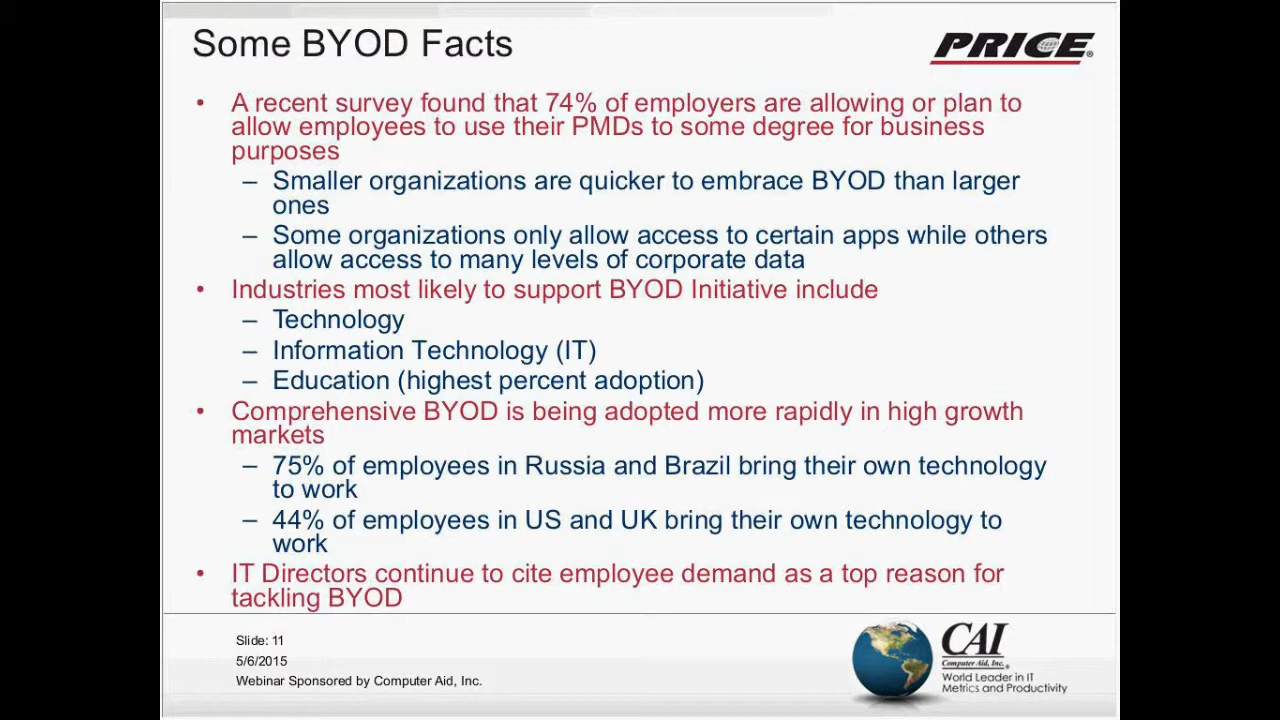 Some BYOD Facts
PRICE®
• A recent survey found that 74% of employers are allowing or plan to
allow employees to use their PMDs to some degree for business
purposes
– Smaller organizations are quicker to embrace BYOD than larger
ones
– Some organizations only allow access to certain apps while others
allow access to many levels of corporate data
• Industries most likely to support BYOD Initiative include
– Technology
– Information Technology (IT)
– Education (highest percent adoption)
• Comprehensive BYOD is being adopted more rapidly in high growth
markets
– 75% of employees in Russia and Brazil bring their own technology
to work
– 44% of employees in US and UK bring their own technology to
work
• IT Directors continue to cite employee demand as a top reason for
tackling BYOD
Slide: 11
5/6/2015
Webinar Sponsored by Computer Aid, Inc.
CAI
Computer Aid, Inc.®
World Leader in IT
Metrics and Productivity